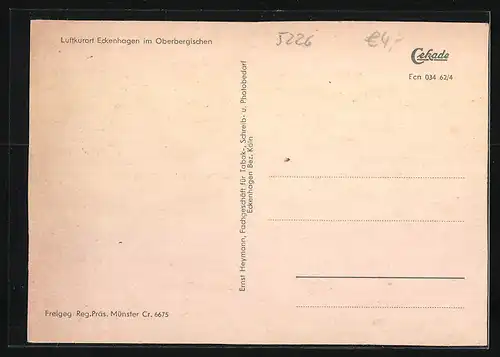 Luftkurort Eckenhagen im Oberbergischen
5226
€4,-
Cekade
Ecn 034 62/4
Ernst Heymann, Fachgeschäft für Tabak-, Schreib- u. Photobedarf
Eckenhagen Bez. Köln
Freigeg. Reg.Präs. Münster Cr. 6675